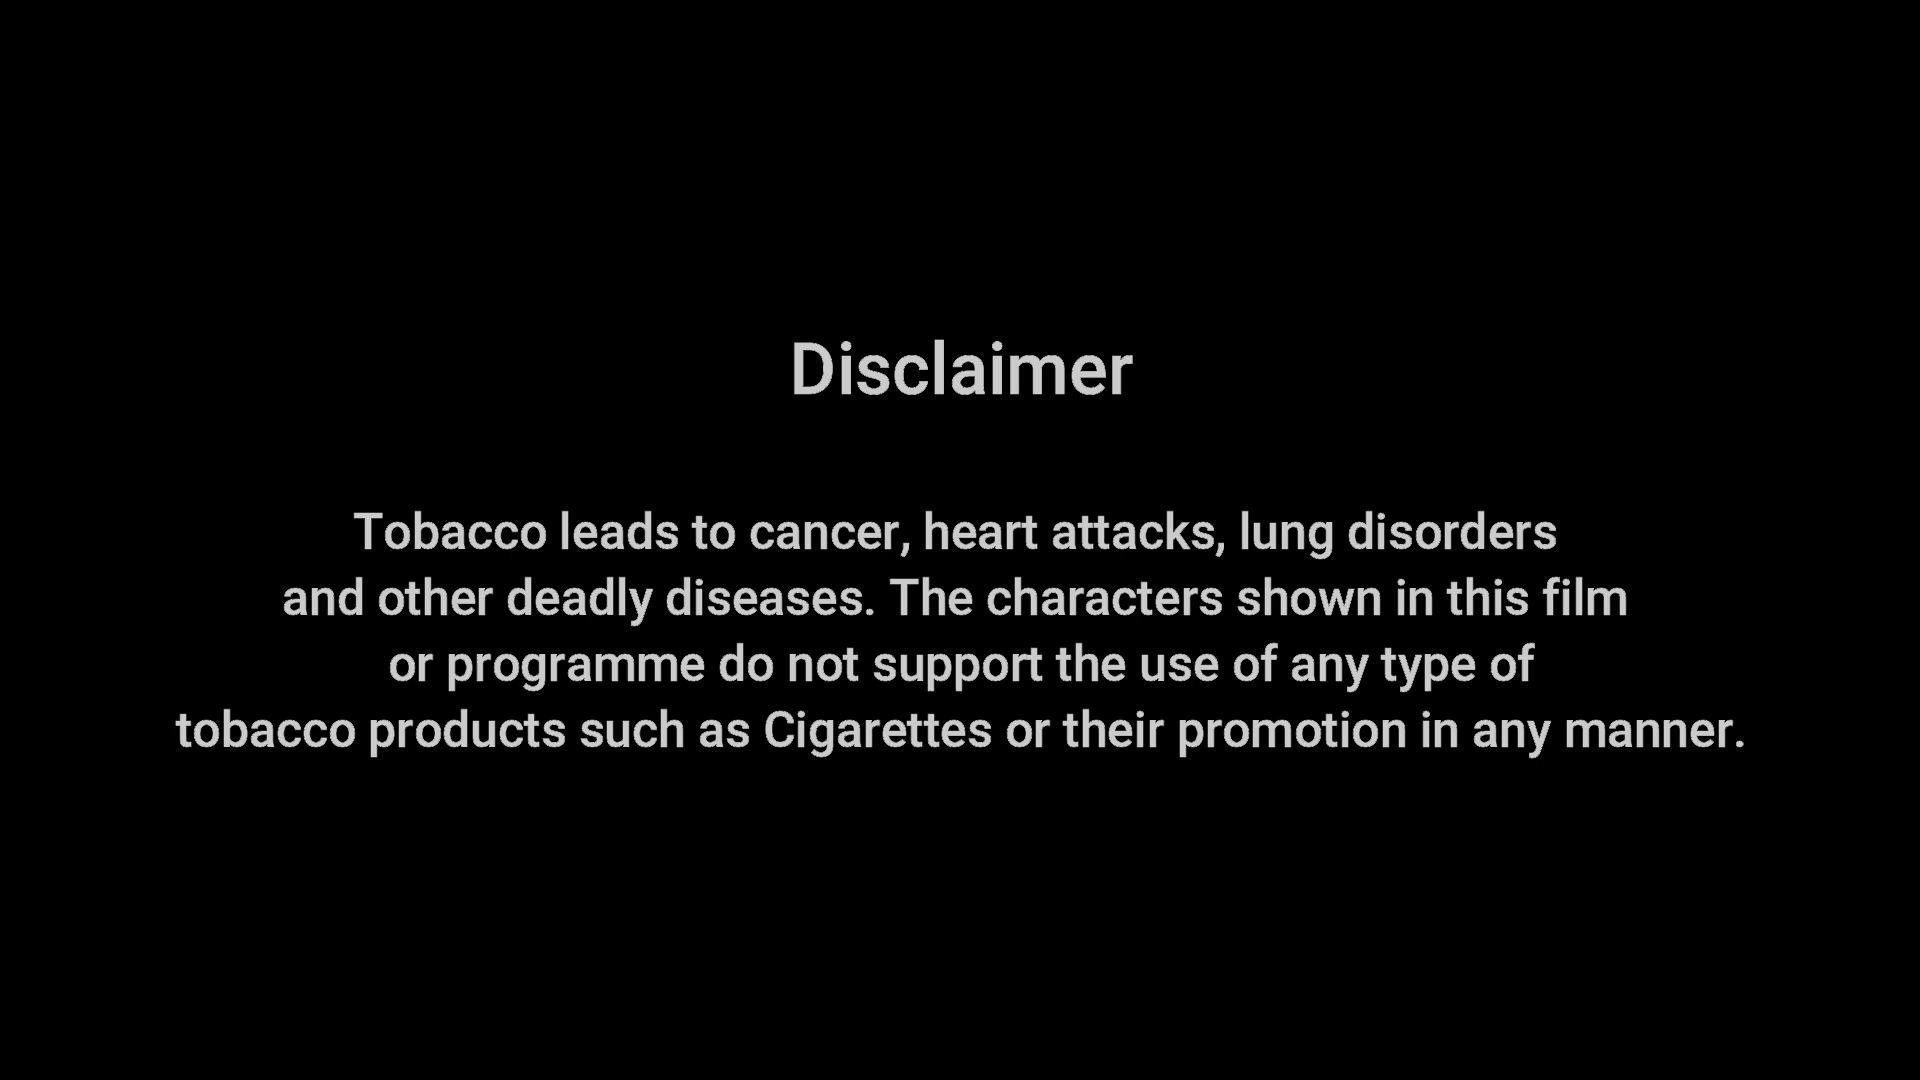 Disclaimer
Tobacco leads to cancer, heart attacks, lung disorders
and other deadly diseases. The characters shown in this film
or programme do not support the use of any type of
tobacco products such as Cigarettes or their promotion in any manner.